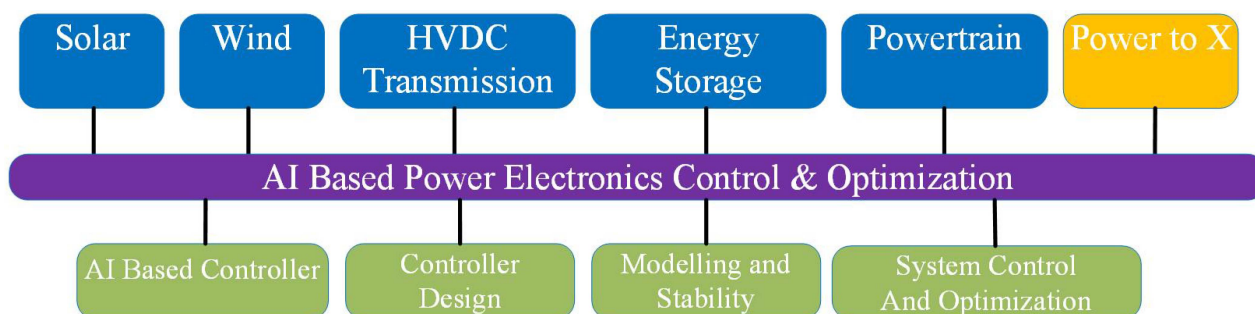 Solar
Wind
HVDC
Transmission
Energy
Storage
Powertrain
Power to X
AI Based Power Electronics Control & Optimization
AI Based Controller
Controller
Design
Modelling and
Stability
System Control
And Optimization